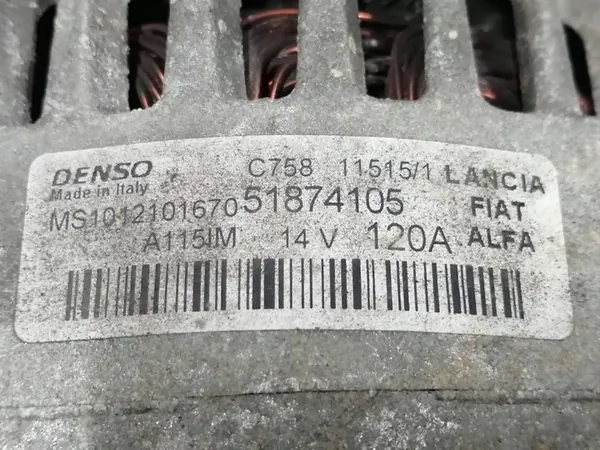 DENSO C758 11515/1 LANCIA
Made in Italy
MS1012101670 51874105 FIAT
A115IM 14 V 120A ALFA